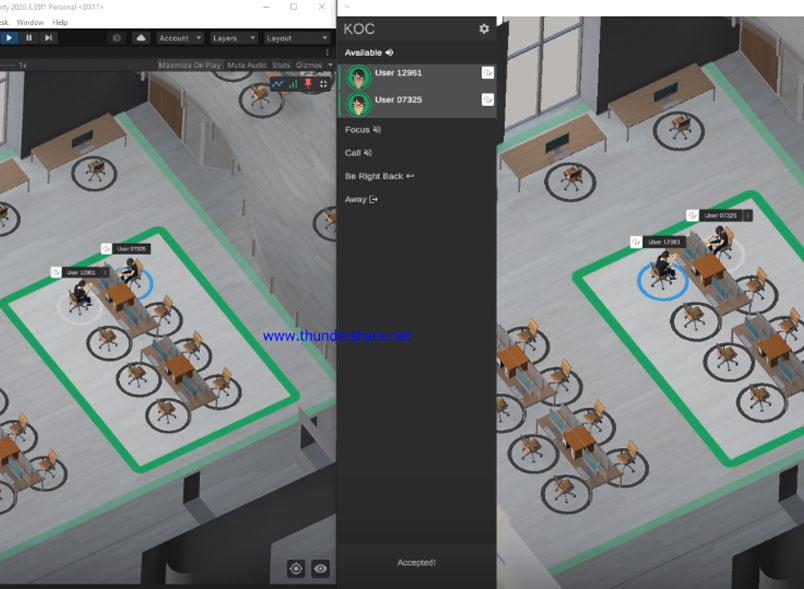 nity 2020.3.35f1 Personal <DX11>
esk Window Help
Account Layers Layout
1x Maximize On Play Mute Audio Stats Gizmos
User 07325
User 12961
KOC
Available
User 12961
User 07325
Focus
Call
Be Right Back
Away
Accepted!
User 07325
User 12961
www.thundershare.net